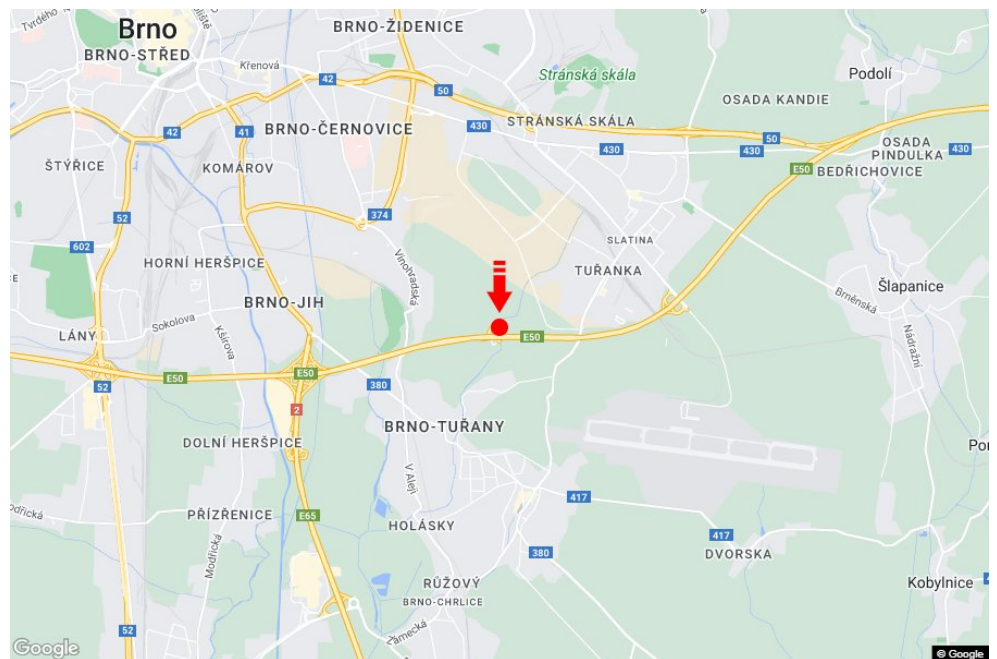 Tvrdého
Brno
BRNO-STŘED
BRNO-ŽIDENICE
Křenová
42
50
Stránská skála
Podolí
OSADA KANDIE
42
41
BRNO-ČERNOVICE
430
STRÁNSKÁ SKÁLA
430
430
50
OSADA
PINDULKA
430
E50
BEDŘICHOVICE
ŠTÝŘICE
KOMÁROV
52
374
602
SLATINA
HORNÍ HERŠPICE
Vinohradská
TUŘANKA
Šlapanice
Brněnská
BRNO-JIH
Sokolova
Kšírova
LÁNY
Nádražní
E50
E50
E50
52
380
2
BRNO-TUŘANY
DOLNÍ HERŠPICE
V Aleji
417
PŘÍZŘENICE
E65
Modřická
HOLÁSKY
380
417
DVORSKA
RŮŽOVÝ
BRNO-CHRLICE
Kobylnice
52
Zámecká
Google
© Google